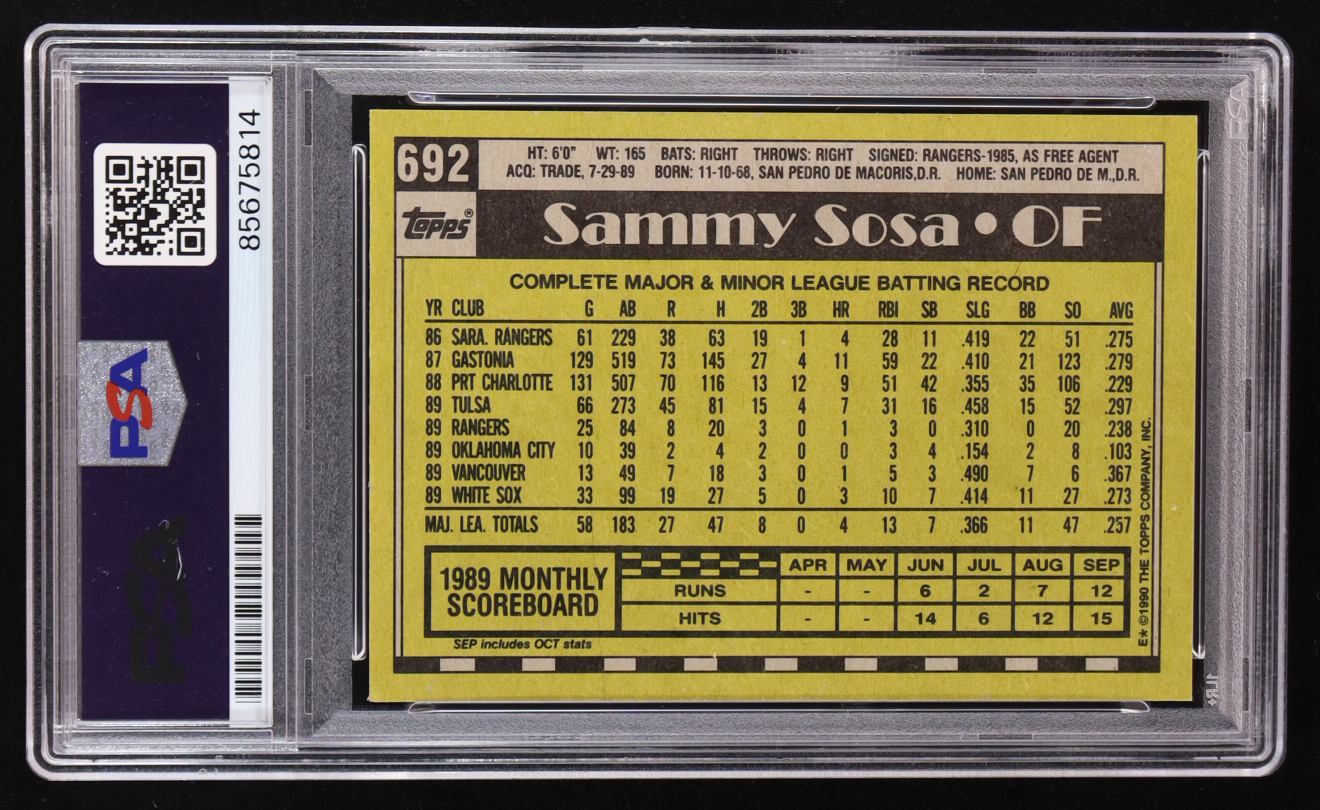 85675814
PSA
PSA
692
HT: 6'0" WT: 165 BATS: RIGHT THROWS: RIGHT SIGNED: RANGERS-1985, AS FREE AGENT
ACQ: TRADE, 7-29-89 BORN: 11-10-68, SAN PEDRO DE MACORIS,D.R. HOME: SAN PEDRO DE M.,D.R.
Topps®
Sammy Sosa • OF
COMPLETE MAJOR & MINOR LEAGUE BATTING RECORD
YR CLUB G AB R H 2B 3B HR RBI SB SLG BB SO AVG
86 SARA. RANGERS 61 229 38 63 19 1 4 28 11 .419 22 51 .275
87 GASTONIA 129 519 73 145 27 4 11 59 22 .410 21 123 .279
88 PRT CHARLOTTE 131 507 70 116 13 12 9 51 42 .355 35 106 .229
89 TULSA 66 273 45 81 15 4 7 31 16 .458 15 52 .297
89 RANGERS 25 84 8 20 3 0 1 3 0 .310 0 20 .238
89 OKLAHOMA CITY 10 39 2 4 2 0 0 3 4 .154 2 8 .103
89 VANCOUVER 13 49 7 18 3 0 1 5 3 .490 7 6 .367
89 WHITE SOX 33 99 19 27 5 0 3 10 7 .414 11 27 .273
MAJ. LEA. TOTALS 58 183 27 47 8 0 4 13 7 .366 11 47 .257
1989 MONTHLY
SCOREBOARD
APR MAY JUN JUL AUG SEP
RUNS - - 6 2 7 12
HITS - - 14 6 12 15
SEP includes OCT stats
E* ©1990 THE TOPPS COMPANY, INC.
PSA